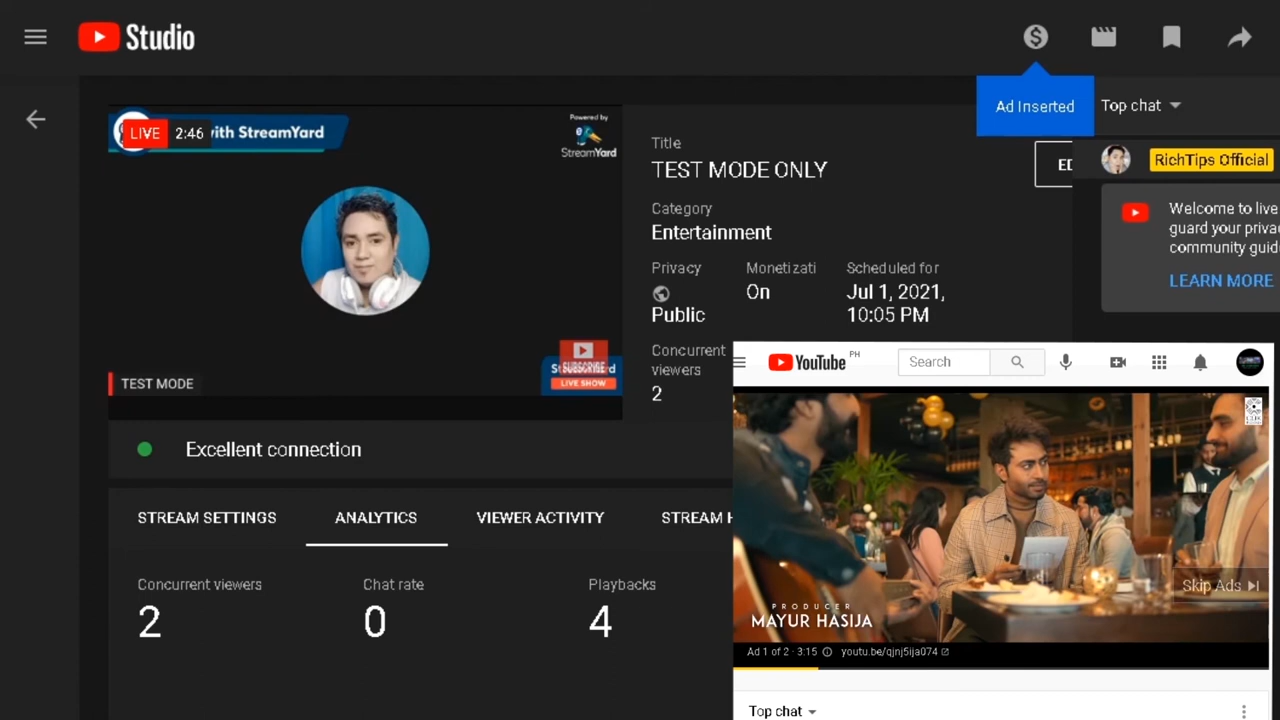 Studio
Ad Inserted
Top chat
LIVE 2:46 with StreamYard
Powered by
StreamYard
TEST MODE
SUBSCRIBE
LIVE SHOW
Title
TEST MODE ONLY
Category
Entertainment
Privacy
Monetizati
Scheduled for
Public
On
Jul 1, 2021,
10:05 PM
Concurrent
viewers
2
RichTips Official
Welcome to live
guard your priva
community guid
LEARN MORE
Excellent connection
STREAM SETTINGS
ANALYTICS
VIEWER ACTIVITY
STREAM H
Concurrent viewers
Chat rate
Playbacks
2
0
4
YouTube PH
Search
PRODUCER
MAYUR HASIJA
Skip Ads
Ad 1 of 2 · 3:15 youtu.be/qjnj5ija074
Top chat